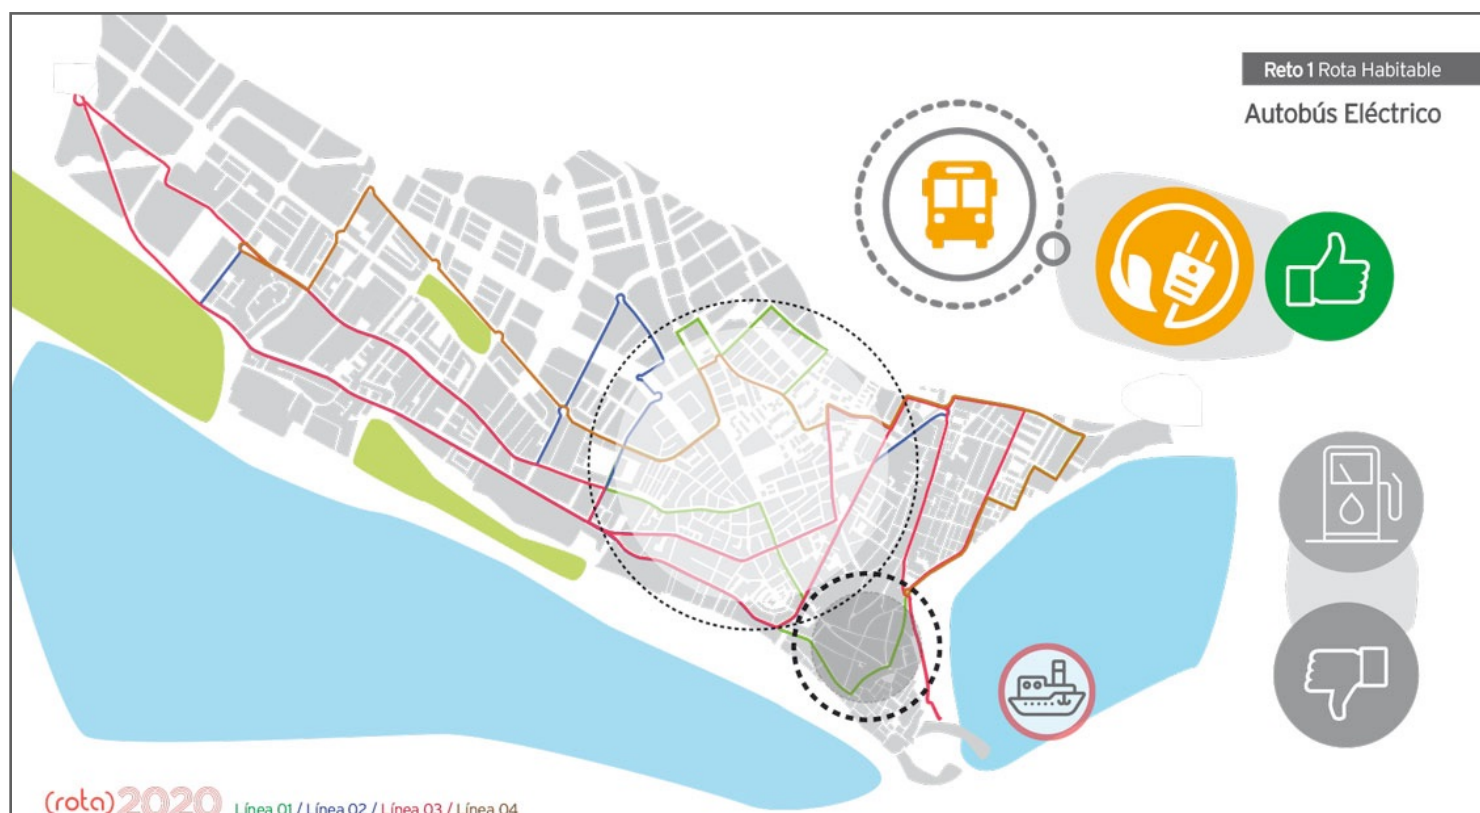 Reto 1 Rota Habitable
Autobús Eléctrico
(rota) 2020 Línea 01 / Línea 02 / Línea 03 / Línea 04